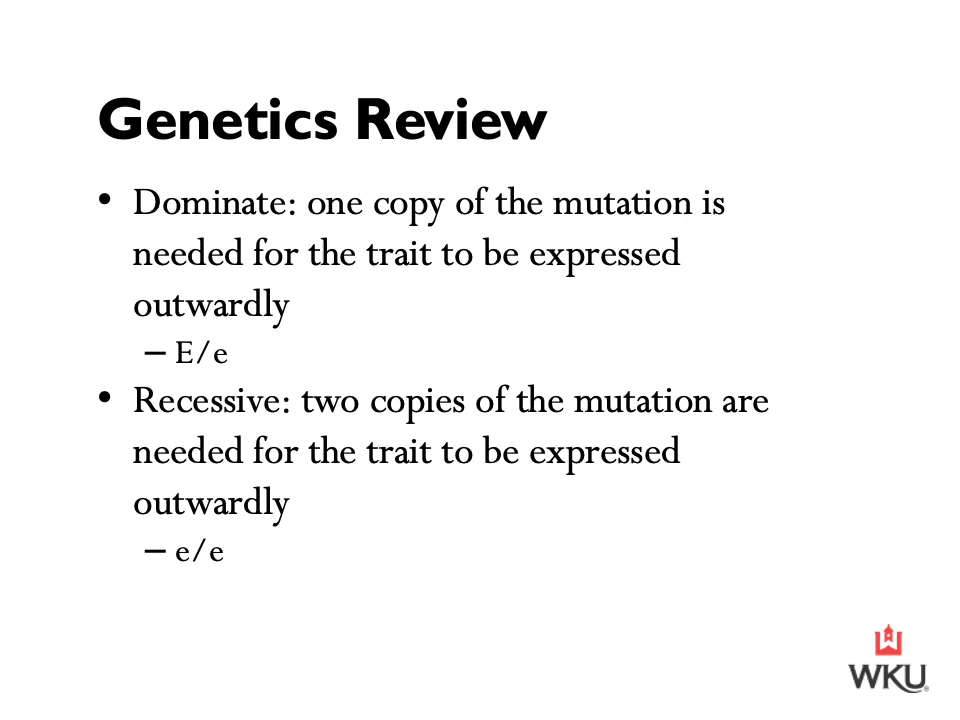 Genetics Review
• Dominate: one copy of the mutation is
needed for the trait to be expressed
outwardly
– E/e
• Recessive: two copies of the mutation are
needed for the trait to be expressed
outwardly
– e/e
WKU®